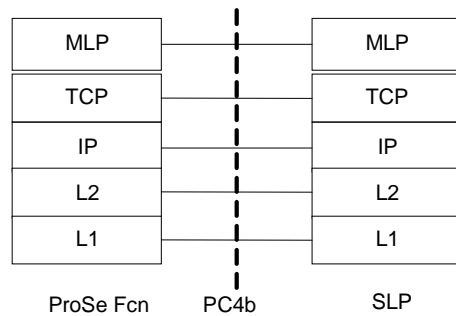 MLP MLP
TCP TCP
IP IP
L2 L2
L1 L1
ProSe Fcn PC4b SLP